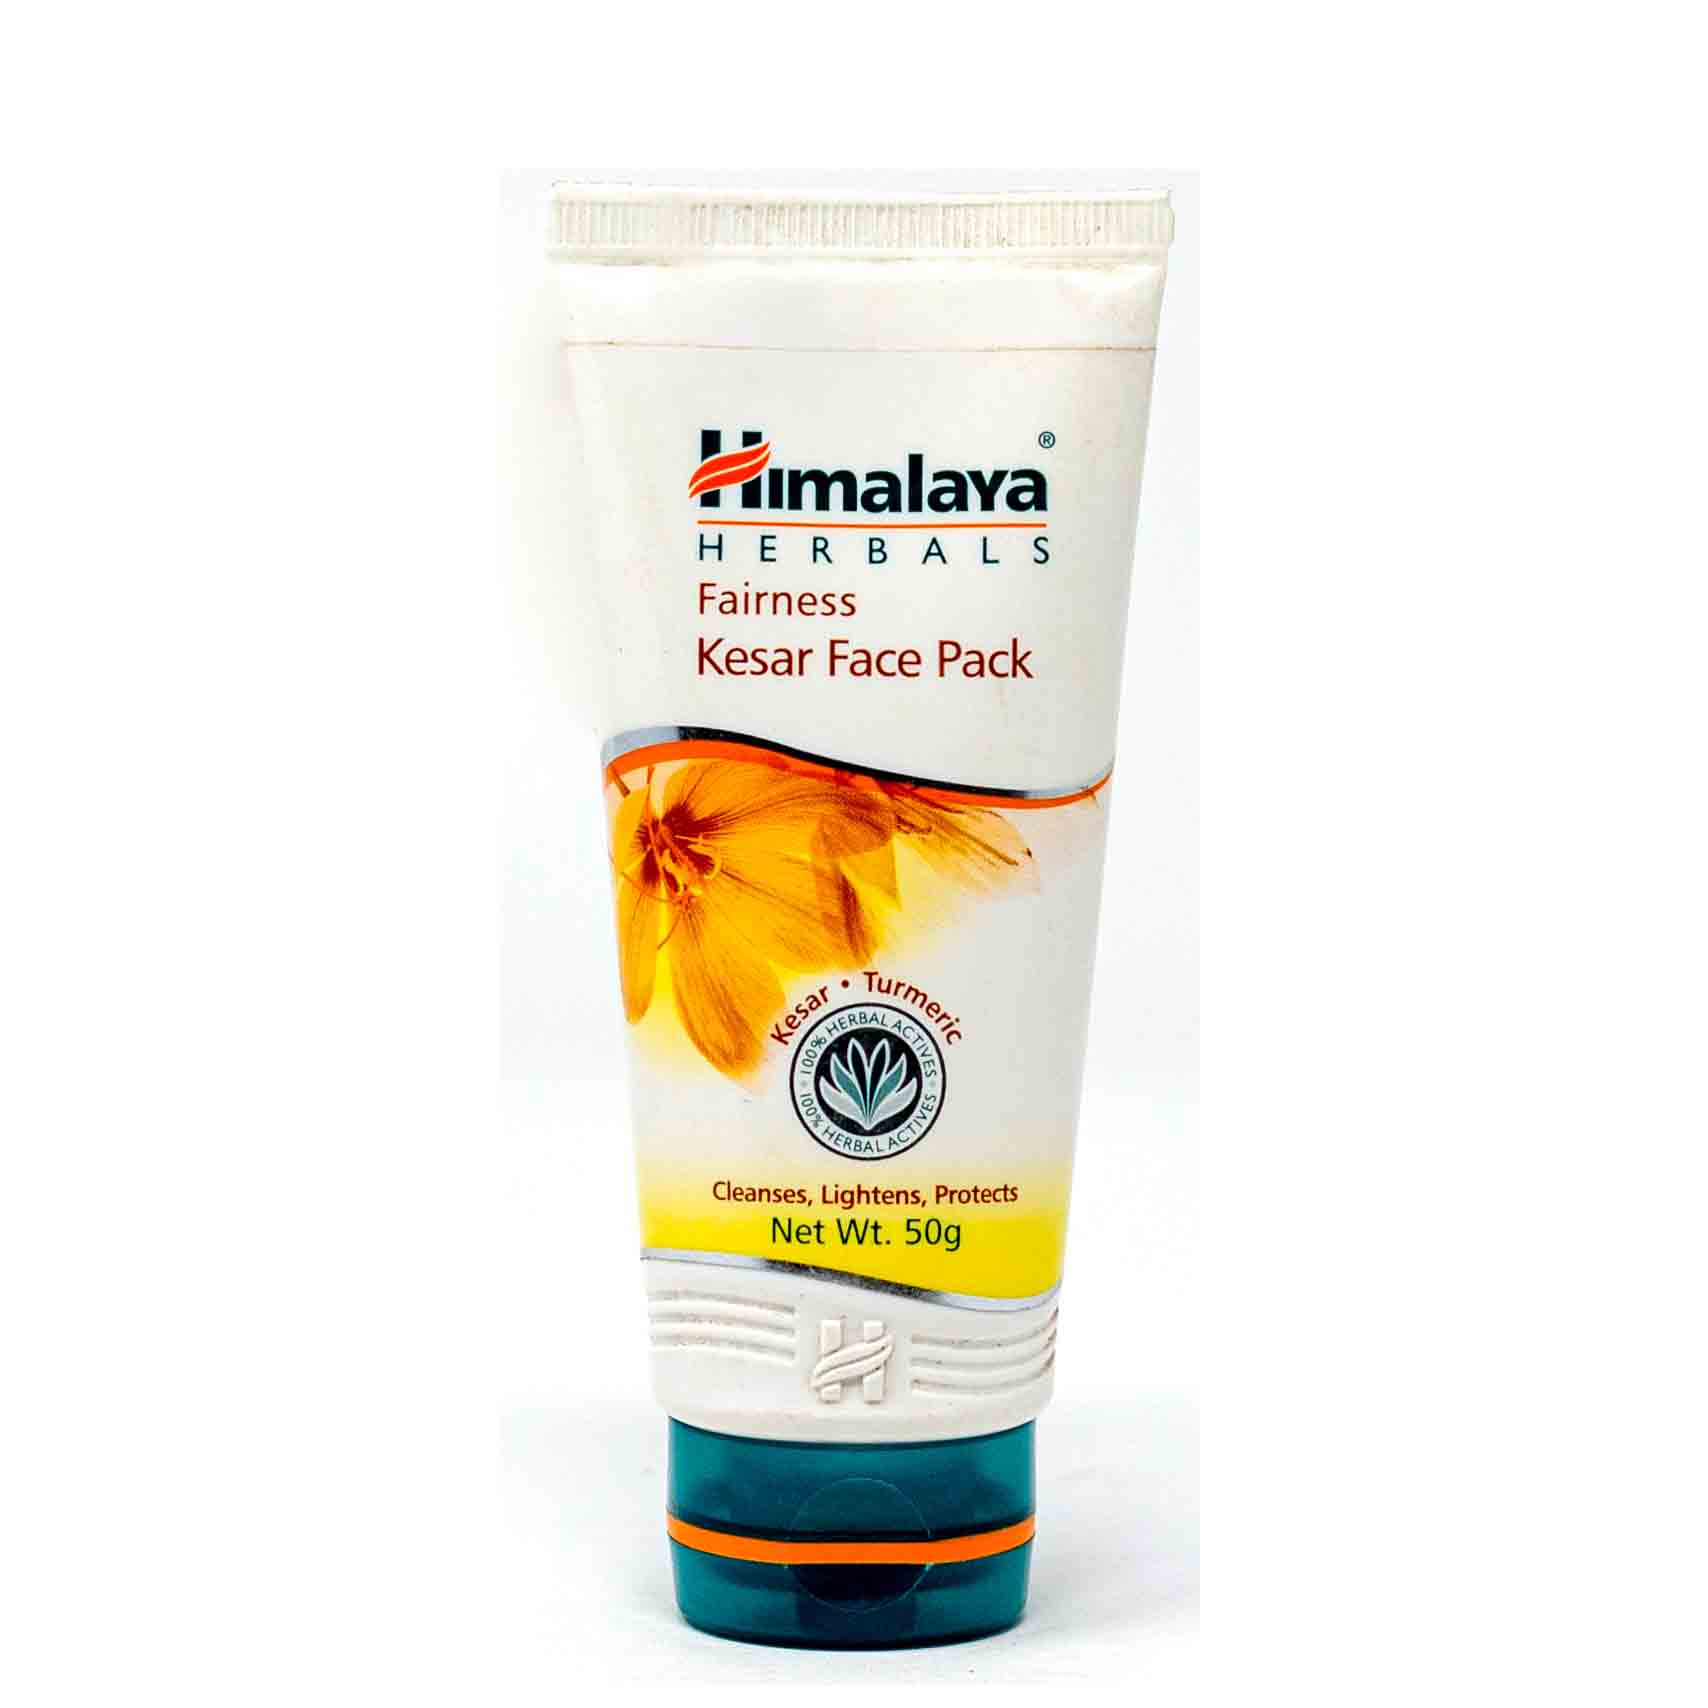 Himalaya®
HERBALS
Fairness
Kesar Face Pack
Kesar • Turmeric
100% HERBAL ACTIVES
100% HERBAL ACTIVES
Cleanses, Lightens, Protects
Net Wt. 50g
H